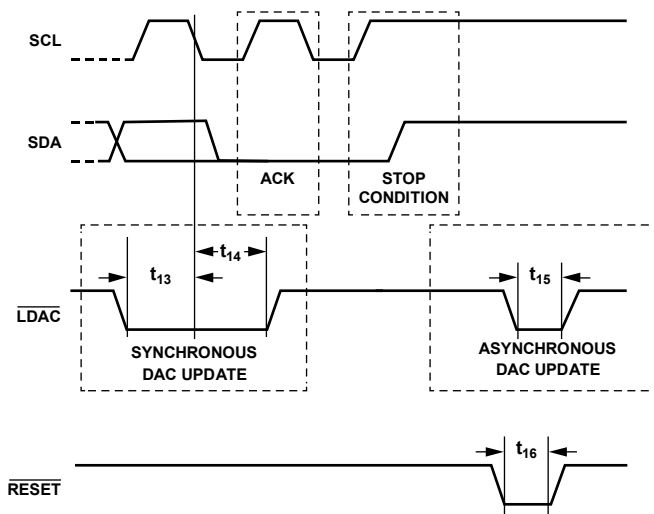 SCL
SDA
ACK
STOP
CONDITION
t13
t14
t15
LDAC
SYNCHRONOUS
DAC UPDATE
ASYNCHRONOUS
DAC UPDATE
t16
RESET